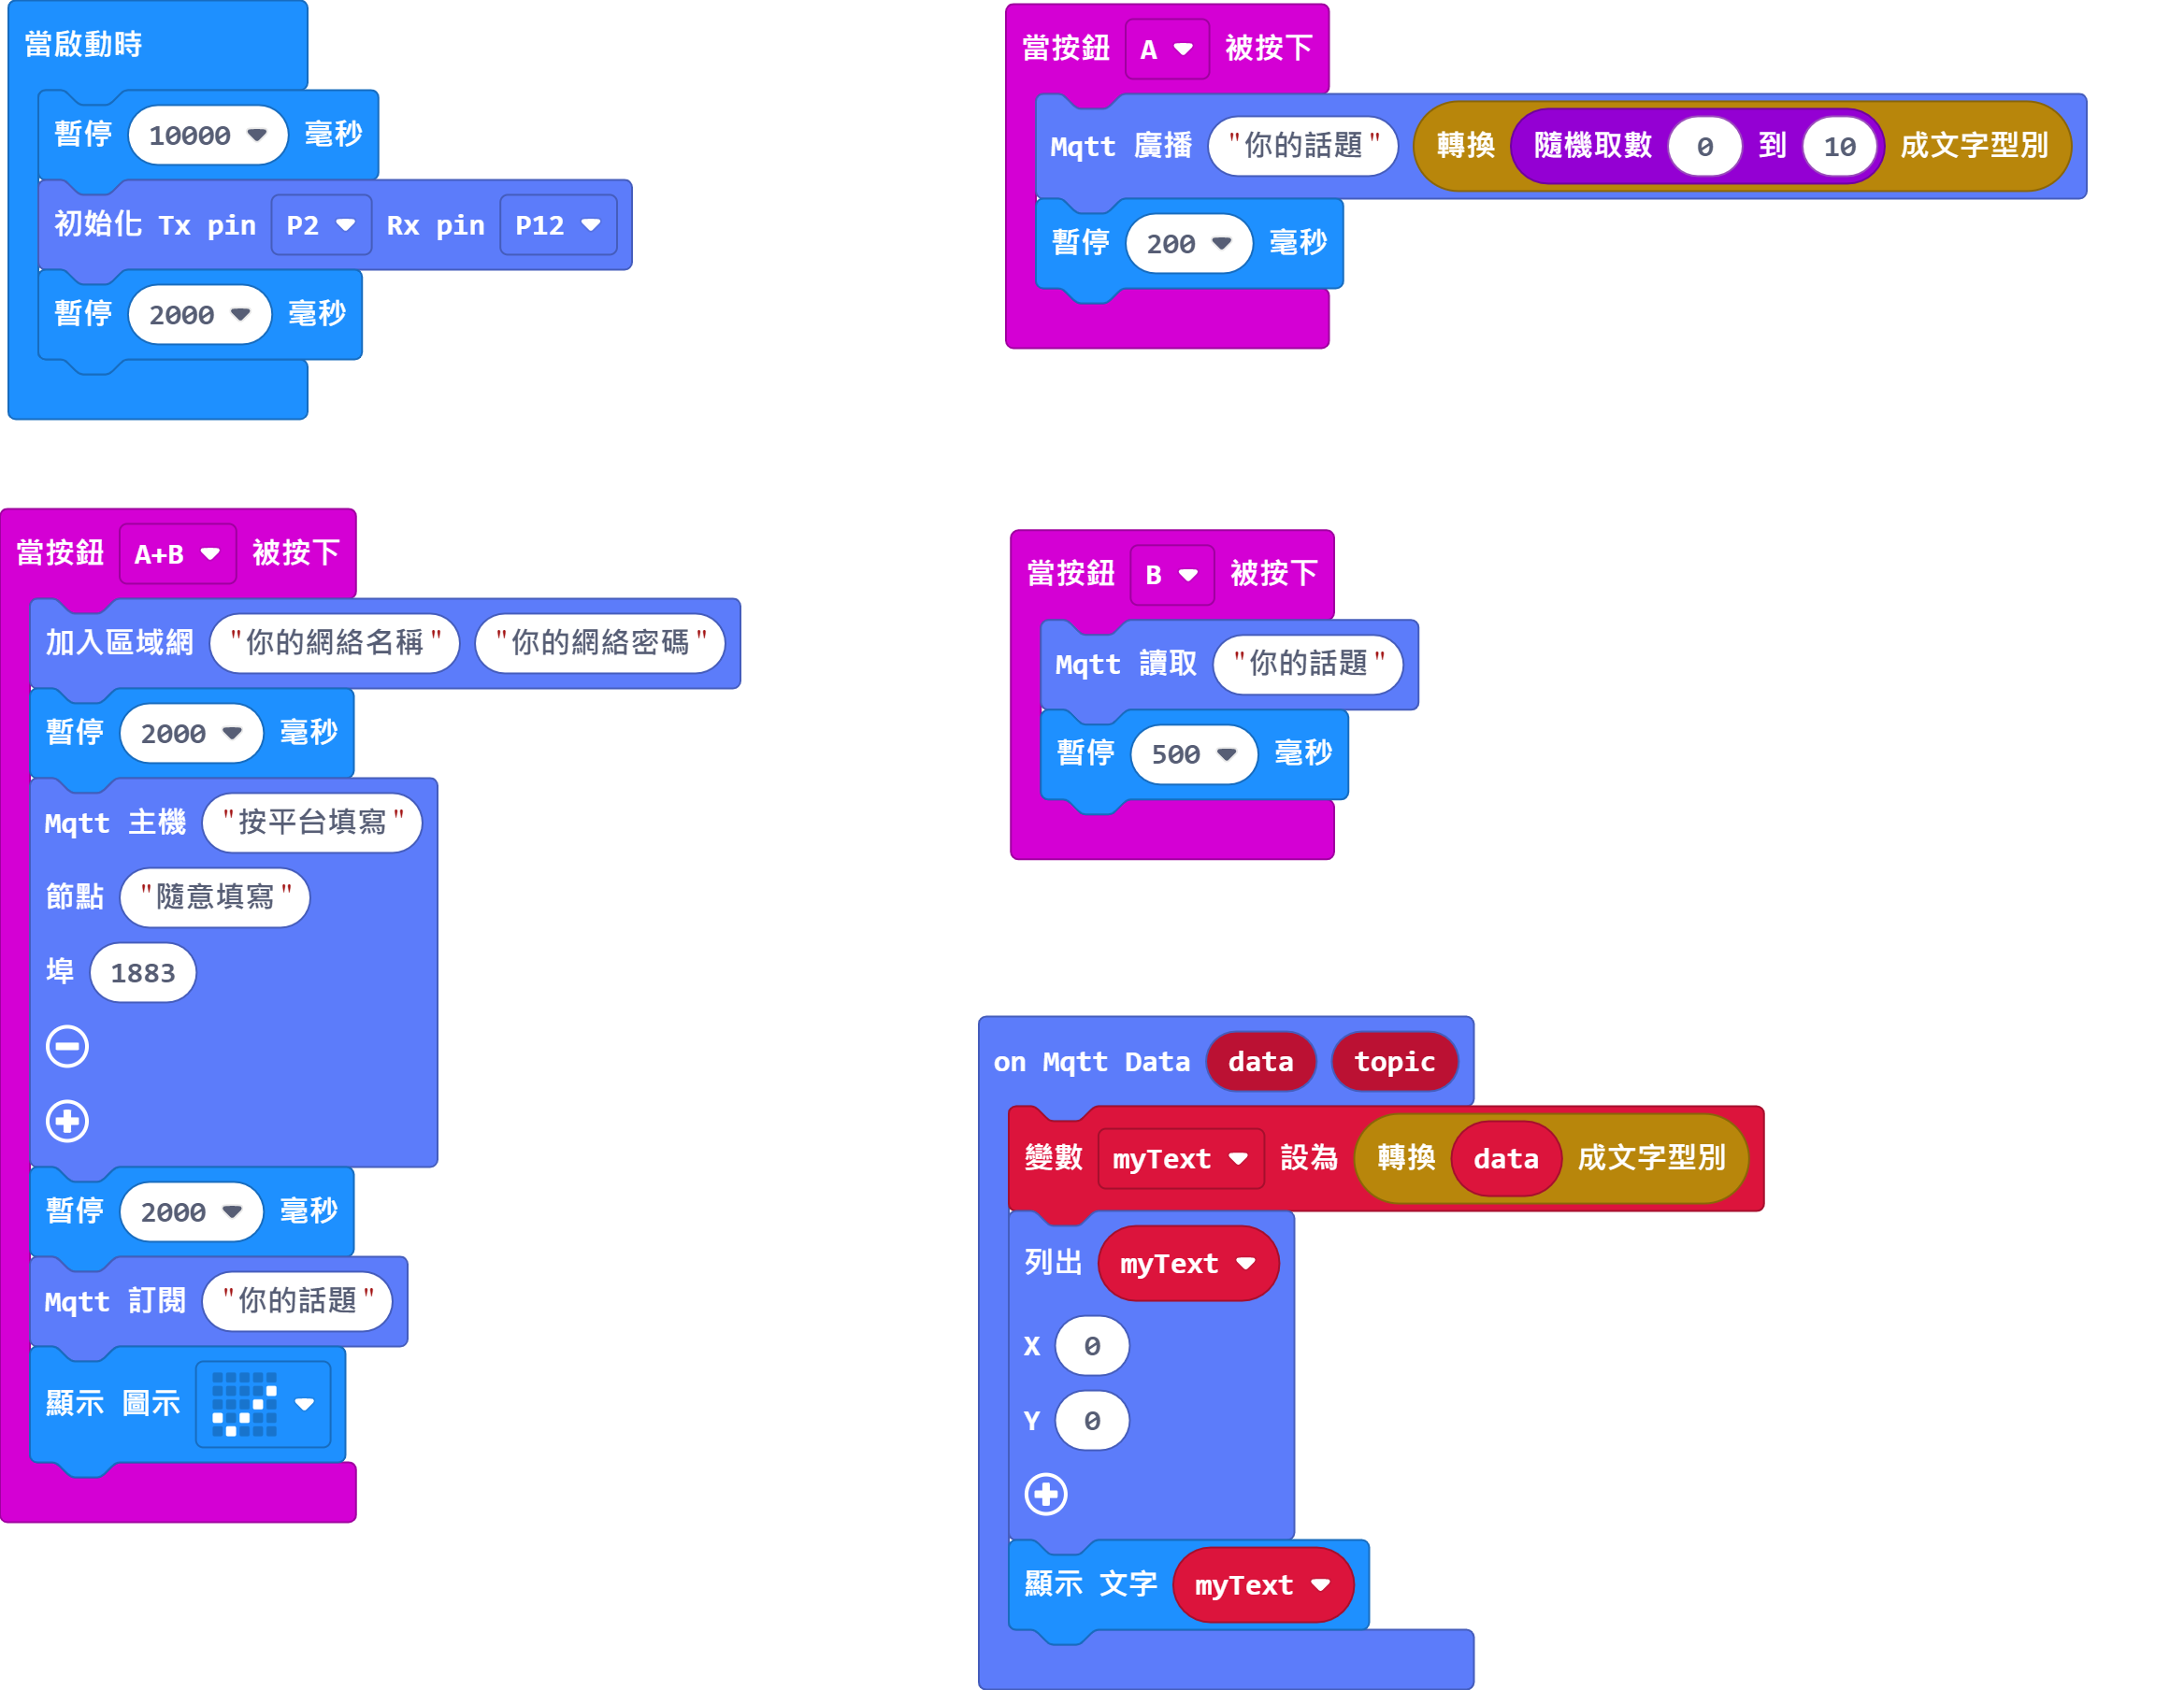 當啟動時
暫停 10000 毫秒
初始化 Tx pin P2 Rx pin P12
暫停 2000 毫秒
當按鈕 A 被按下
Mqtt 廣播 "你的話題" 轉換 隨機取數 0 到 10 成文字型別
暫停 200 毫秒
當按鈕 A+B 被按下
加入區域網 "你的網絡名稱" "你的網絡密碼"
暫停 2000 毫秒
Mqtt 主機 "按平台填寫"
節點 "隨意填寫"
埠 1883
暫停 2000 毫秒
Mqtt 訂閱 "你的話題"
顯示 圖示
當按鈕 B 被按下
Mqtt 讀取 "你的話題"
暫停 500 毫秒
on Mqtt Data data topic
變數 myText 設為 轉換 data 成文字型別
列出 myText
X 0
Y 0
顯示 文字 myText